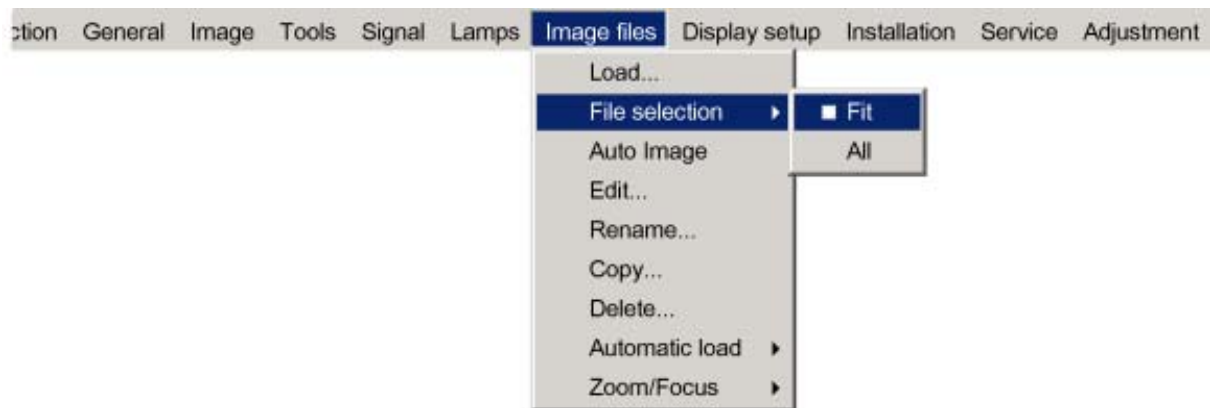 ction General Image Tools Signal Lamps Image files Display setup Installation Service Adjustment
Load...
File selection Fit
Auto Image All
Edit...
Rename...
Copy...
Delete...
Automatic load
Zoom/Focus